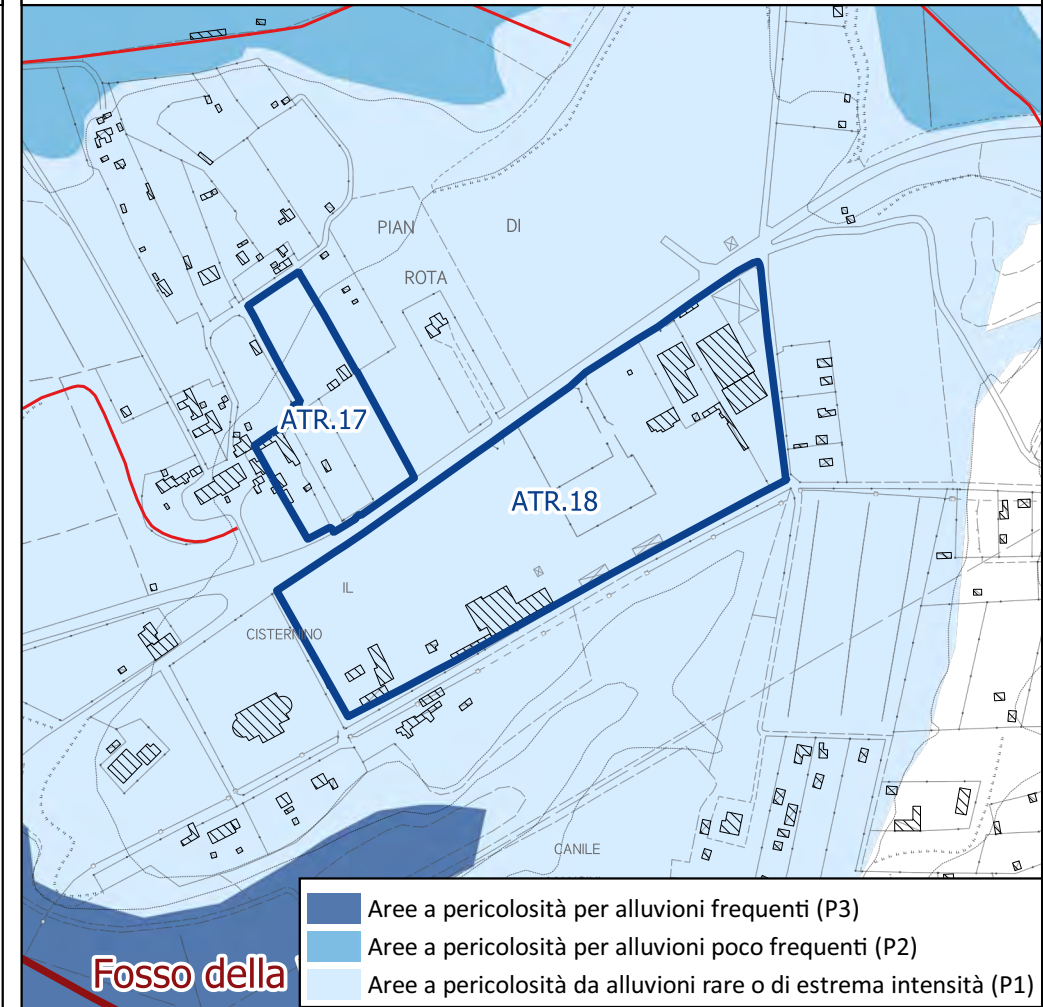 PIAN DI
ROTA
ATR.17
ATR.18
IL
CISTERNINO
CANILE
Aree a pericolosità per alluvioni frequenti (P3)
Aree a pericolosità per alluvioni poco frequenti (P2)
Fosso della
Aree a pericolosità da alluvioni rare o di estrema intensità (P1)